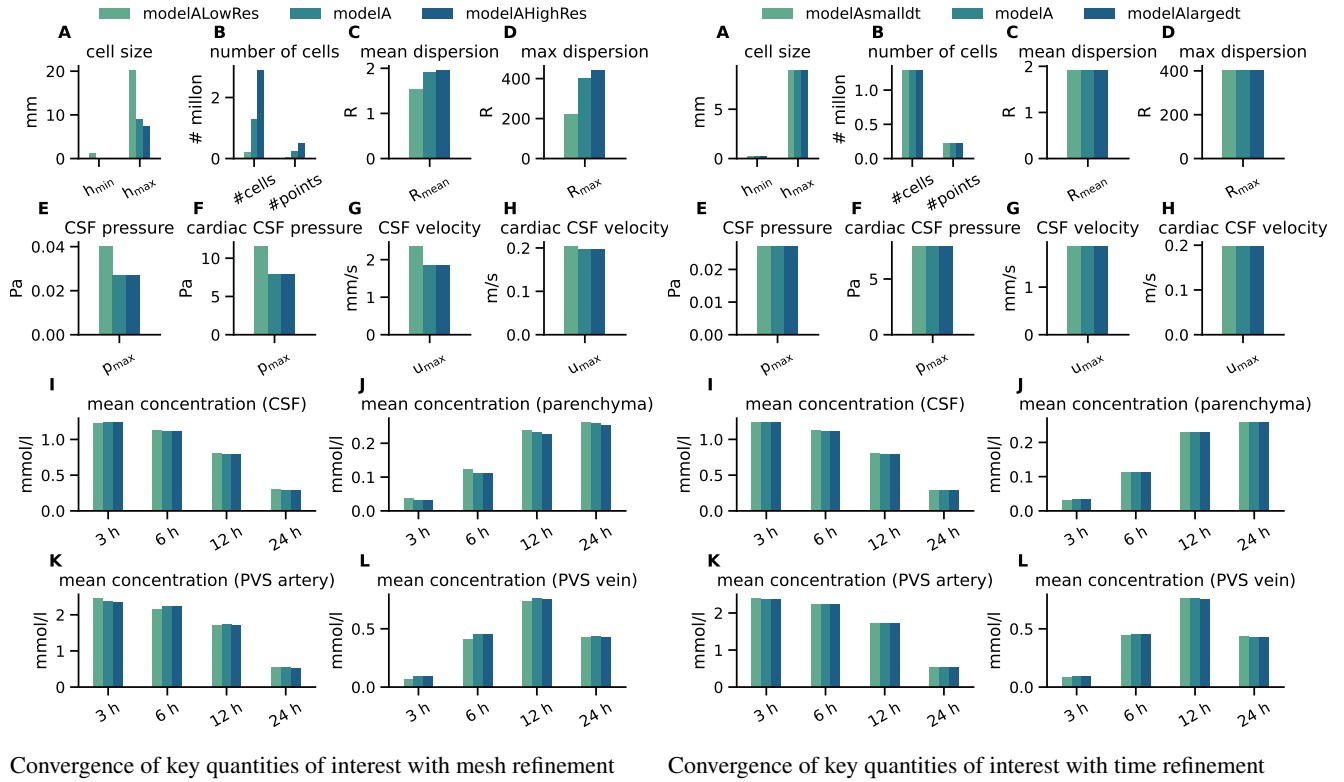 modelALowRes modelA modelAHighRes
A cell size
mm
20
10
0
hmin hmax
B number of cells
# millon
2
0
#cells #points
C mean dispersion
R
2
1
0
Rmean
D max dispersion
R
400
200
0
Rmax
E CSF pressure
Pa
0.04
0.02
0.00
pmax
F cardiac CSF pressure
Pa
10
5
0
pmax
G CSF velocity
mm/s
2
1
0
umax
H cardiac CSF velocity
m/s
0.2
0.1
0.0
umax
I mean concentration (CSF)
mmol/l
1.0
0.5
0.0
3 h 6 h 12 h 24 h
J mean concentration (parenchyma)
mmol/l
0.2
0.1
0.0
3 h 6 h 12 h 24 h
K mean concentration (PVS artery)
mmol/l
2
1
0
3 h 6 h 12 h 24 h
L mean concentration (PVS vein)
mmol/l
0.5
0.0
3 h 6 h 12 h 24 h
Convergence of key quantities of interest with mesh refinement
modelAsmalldt modelA modelAlargedt
A cell size
mm
5
0
hmin hmax
B number of cells
# millon
1.0
0.5
0.0
#cells #points
C mean dispersion
R
2
1
0
Rmean
D max dispersion
R
400
200
0
Rmax
E CSF pressure
Pa
0.02
0.01
0.00
pmax
F cardiac CSF pressure
Pa
5
0
pmax
G CSF velocity
mm/s
1
0
umax
H cardiac CSF velocity
m/s
0.2
0.1
0.0
umax
I mean concentration (CSF)
mmol/l
1.0
0.5
0.0
3 h 6 h 12 h 24 h
J mean concentration (parenchyma)
mmol/l
0.2
0.1
0.0
3 h 6 h 12 h 24 h
K mean concentration (PVS artery)
mmol/l
2
1
0
3 h 6 h 12 h 24 h
L mean concentration (PVS vein)
mmol/l
0.5
0.0
3 h 6 h 12 h 24 h
Convergence of key quantities of interest with time refinement